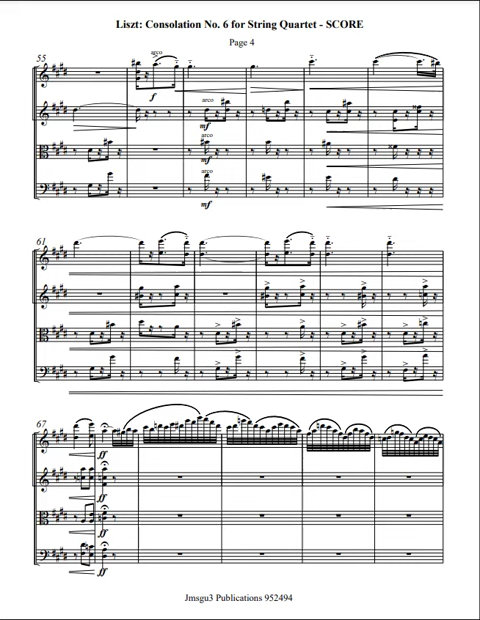 Liszt: Consolation No. 6 for String Quartet - SCORE
Page 4
55
arco
f
arco
mf
arco
arco
mf
61
67
ff
ff
ff
ff
Jmsgu3 Publications 952494